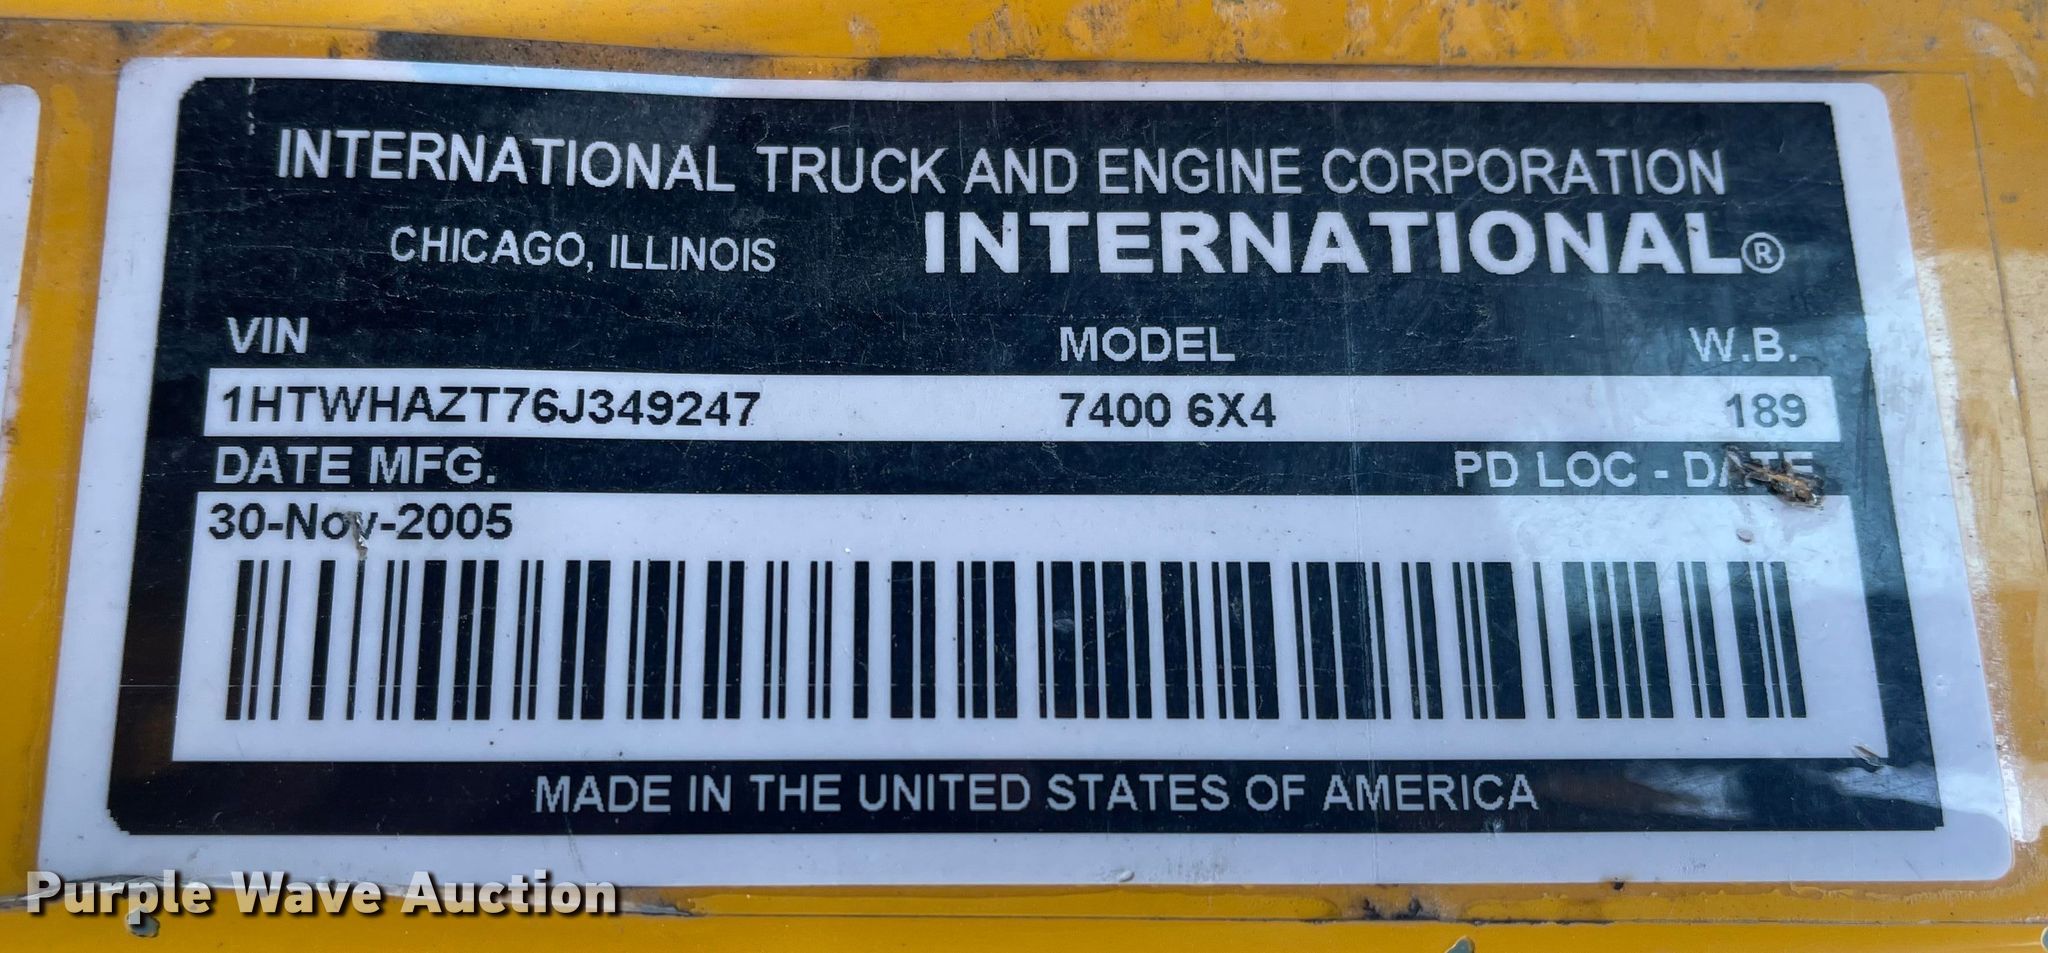 INTERNATIONAL TRUCK AND ENGINE CORPORATION
CHICAGO, ILLINOIS INTERNATIONAL®
VIN MODEL W.B.
1HTWHAZT76J349247 7400 6X4 189
DATE MFG. PD LOC - DATE
30-Nov-2005
MADE IN THE UNITED STATES OF AMERICA
Purple Wave Auction